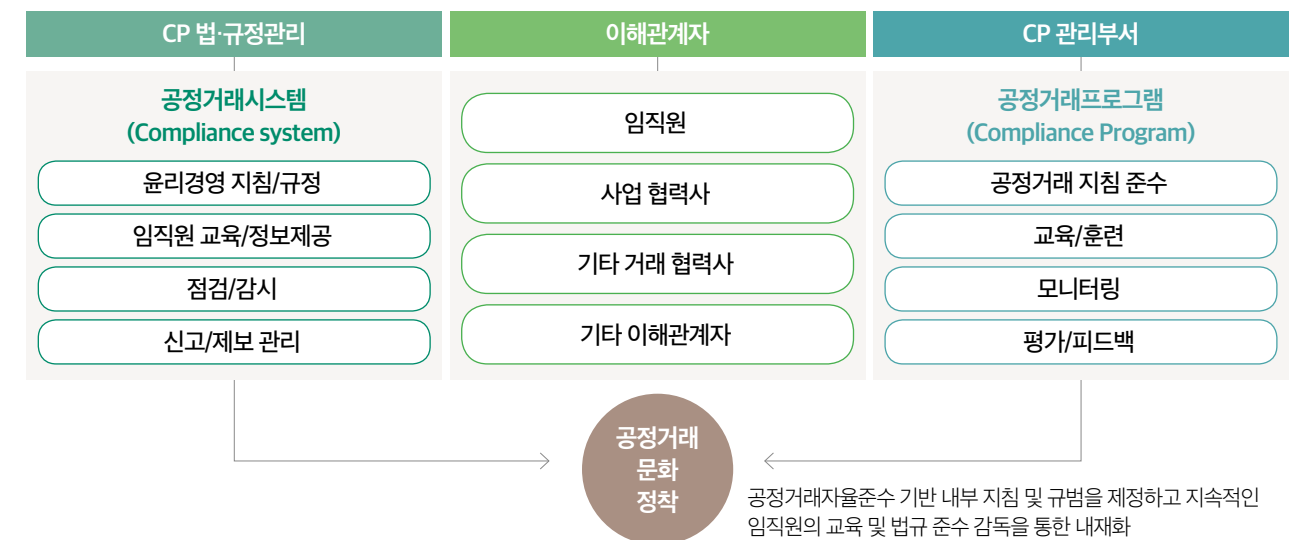 CP 법·규정관리
공정거래시스템
(Compliance system)
윤리경영 지침/규정
임직원 교육/정보제공
점검/감시
신고/제보 관리
이해관계자
임직원
사업 협력사
기타 거래 협력사
기타 이해관계자
CP 관리부서
공정거래프로그램
(Compliance Program)
공정거래 지침 준수
교육/훈련
모니터링
평가/피드백
공정거래
문화
정착
공정거래자율준수 기반 내부 지침 및 규범을 제정하고 지속적인
임직원의 교육 및 법규 준수 감독을 통한 내재화